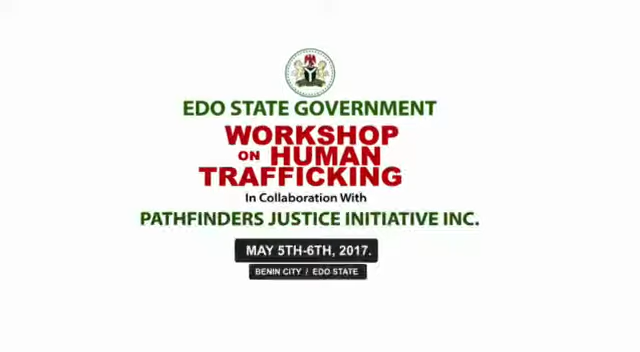 EDO STATE GOVERNMENT
WORKSHOP
ON HUMAN
TRAFFICKING
In Collaboration With
PATHFINDERS JUSTICE INITIATIVE INC.
MAY 5TH-6TH, 2017.
BENIN CITY / EDO STATE